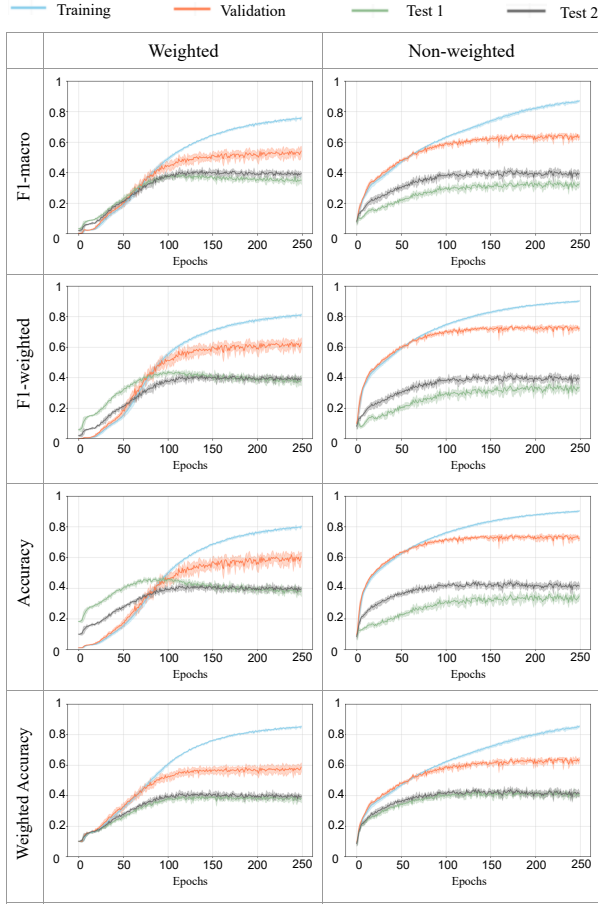 Training Validation Test 1 Test 2
Weighted Non-weighted
F1-macro
1 0.8 0.6 0.4 0.2 0
0 50 100 150 200 250
Epochs
1 0.8 0.6 0.4 0.2 0
0 50 100 150 200 250
Epochs
F1-weighted
1 0.8 0.6 0.4 0.2 0
0 50 100 150 200 250
Epochs
1 0.8 0.6 0.4 0.2 0
0 50 100 150 200 250
Epochs
Accuracy
1 0.8 0.6 0.4 0.2 0
0 50 100 150 200 250
Epochs
1 0.8 0.6 0.4 0.2 0
0 50 100 150 200 250
Epochs
Weighted Accuracy
1 0.8 0.6 0.4 0.2 0
0 50 100 150 200 250
Epochs
1 0.8 0.6 0.4 0.2 0
0 50 100 150 200 250
Epochs